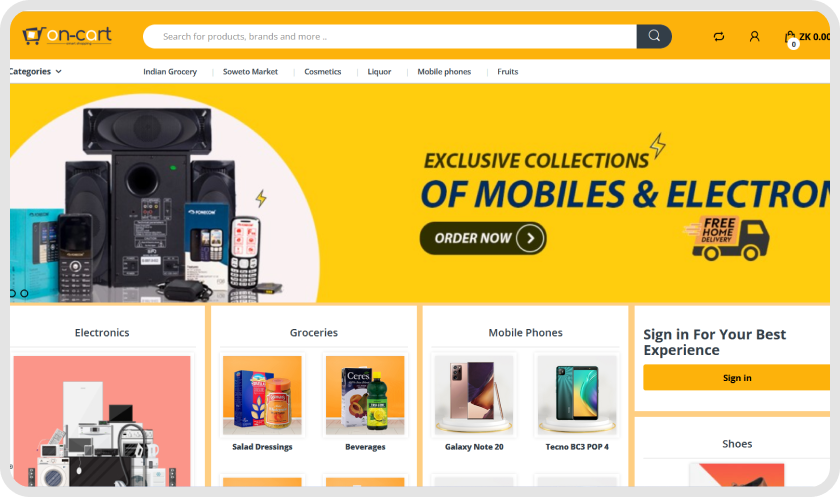 on-cart
Search for products, brands and more ..
ZK 0.00
0
Categories
Indian Grocery
Soweto Market
Cosmetics
Liquor
Mobile phones
Fruits
EXCLUSIVE COLLECTIONS
OF MOBILES & ELECTRON
ORDER NOW
FREE
HOME
DELIVERY
FONECOM
Electronics
Groceries
Mobile Phones
Sign in For Your Best
Experience
Sign in
Ceres
Salad Dressings
Beverages
Galaxy Note 20
Tecno BC3 POP 4
Shoes